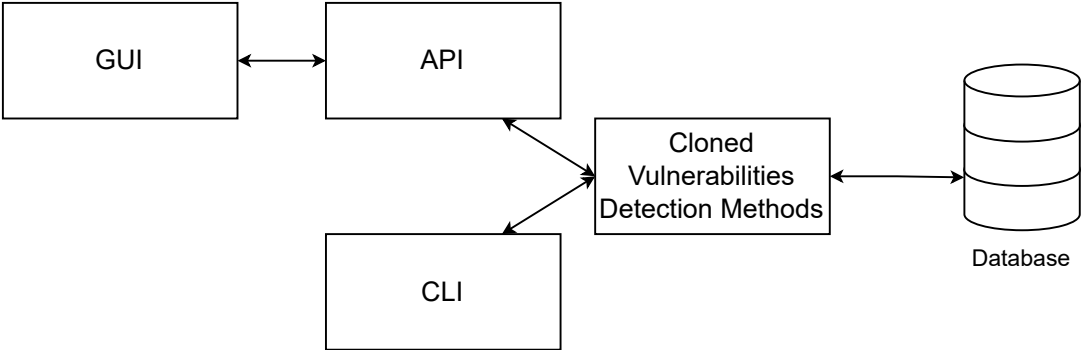 GUI
API
Cloned
Vulnerabilities
Detection Methods
Database
CLI